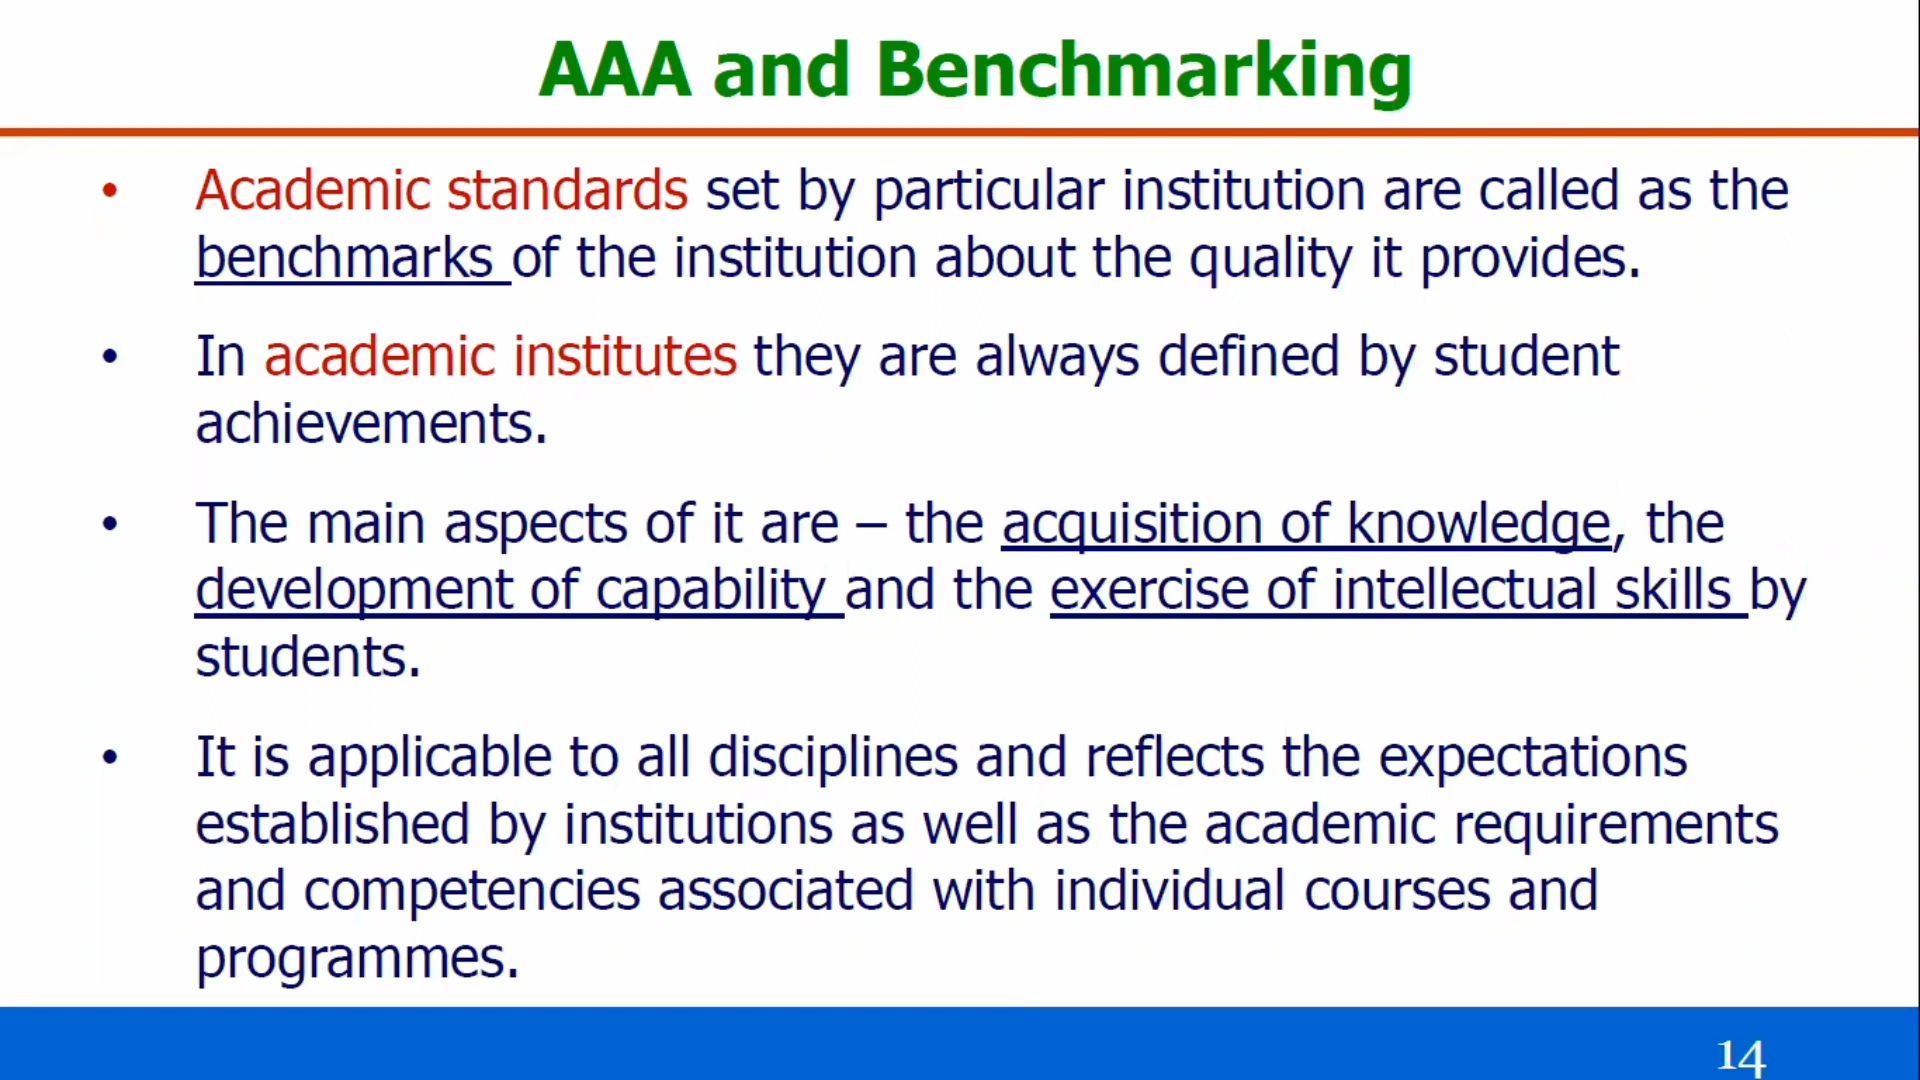 AAA and Benchmarking
• Academic standards set by particular institution are called as the
benchmarks of the institution about the quality it provides.
• In academic institutes they are always defined by student
achievements.
• The main aspects of it are – the acquisition of knowledge, the
development of capability and the exercise of intellectual skills by
students.
• It is applicable to all disciplines and reflects the expectations
established by institutions as well as the academic requirements
and competencies associated with individual courses and
programmes.
14